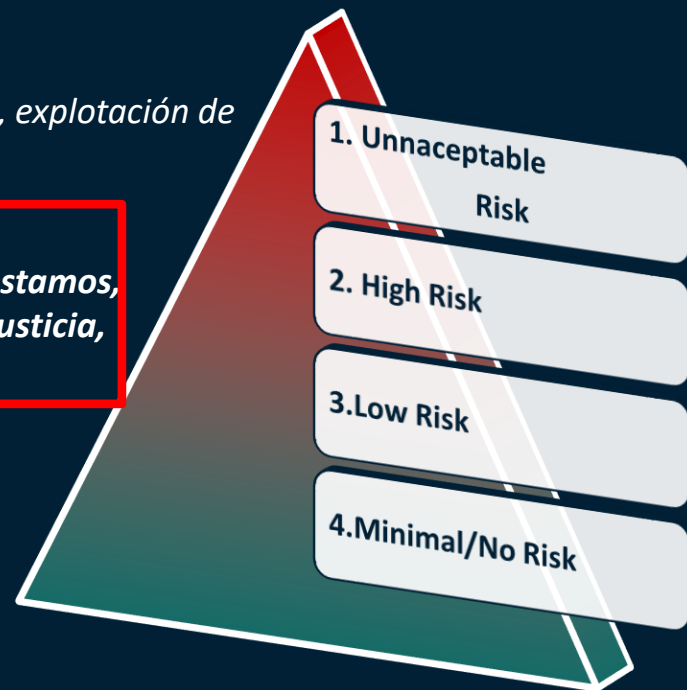 , explotación de
1. Unnaceptable
Risk
stamos,
usticia,
2. High Risk
3.Low Risk
4.Minimal/No Risk